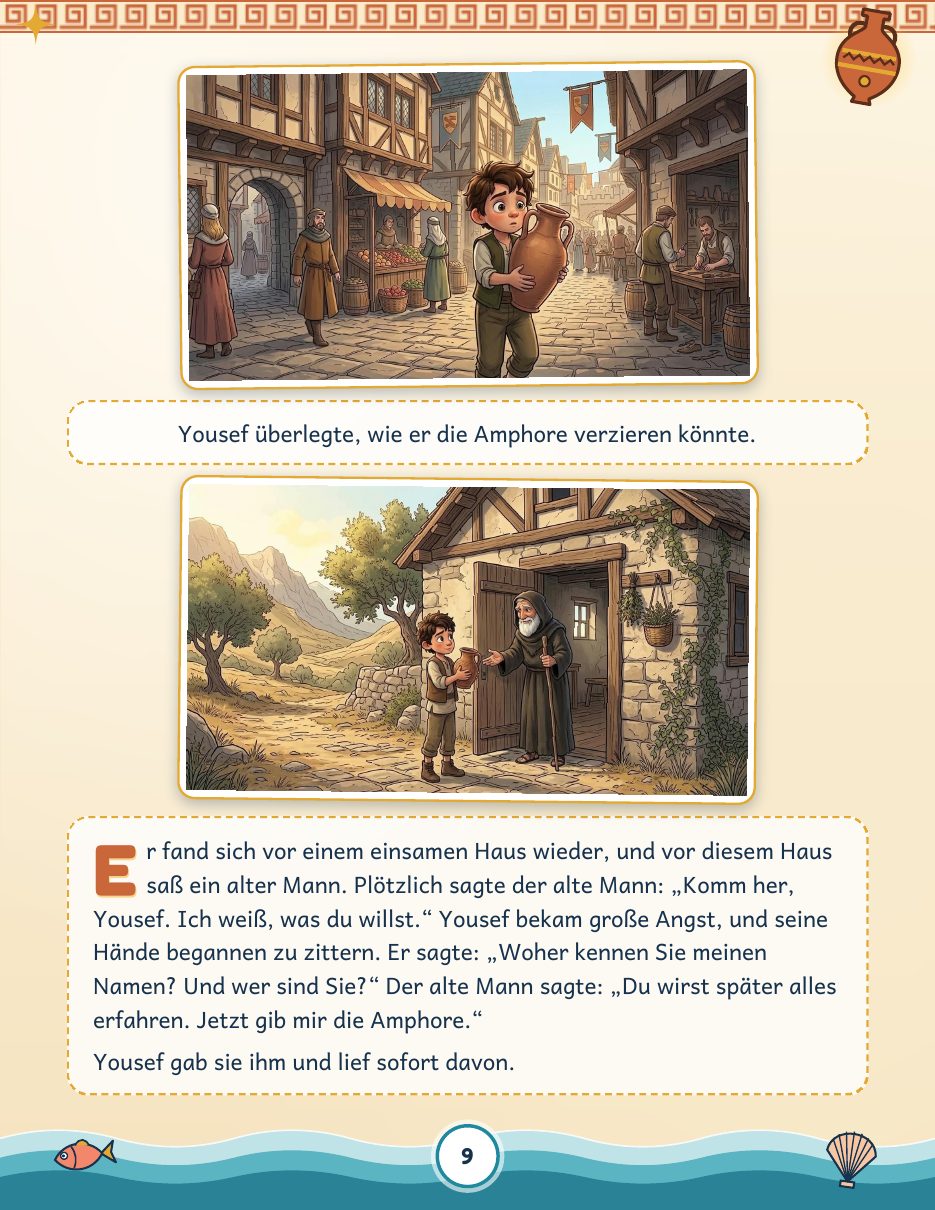 Yousef überlegte, wie er die Amphore verzieren könnte.
Er fand sich vor einem einsamen Haus wieder, und vor diesem Haus
saß ein alter Mann. Plötzlich sagte der alte Mann: „Komm her,
Yousef. Ich weiß, was du willst.“ Yousef bekam große Angst, und seine
Hände begannen zu zittern. Er sagte: „Woher kennen Sie meinen
Namen? Und wer sind Sie?“ Der alte Mann sagte: „Du wirst später alles
erfahren. Jetzt gib mir die Amphore.“
Yousef gab sie ihm und lief sofort davon.
9